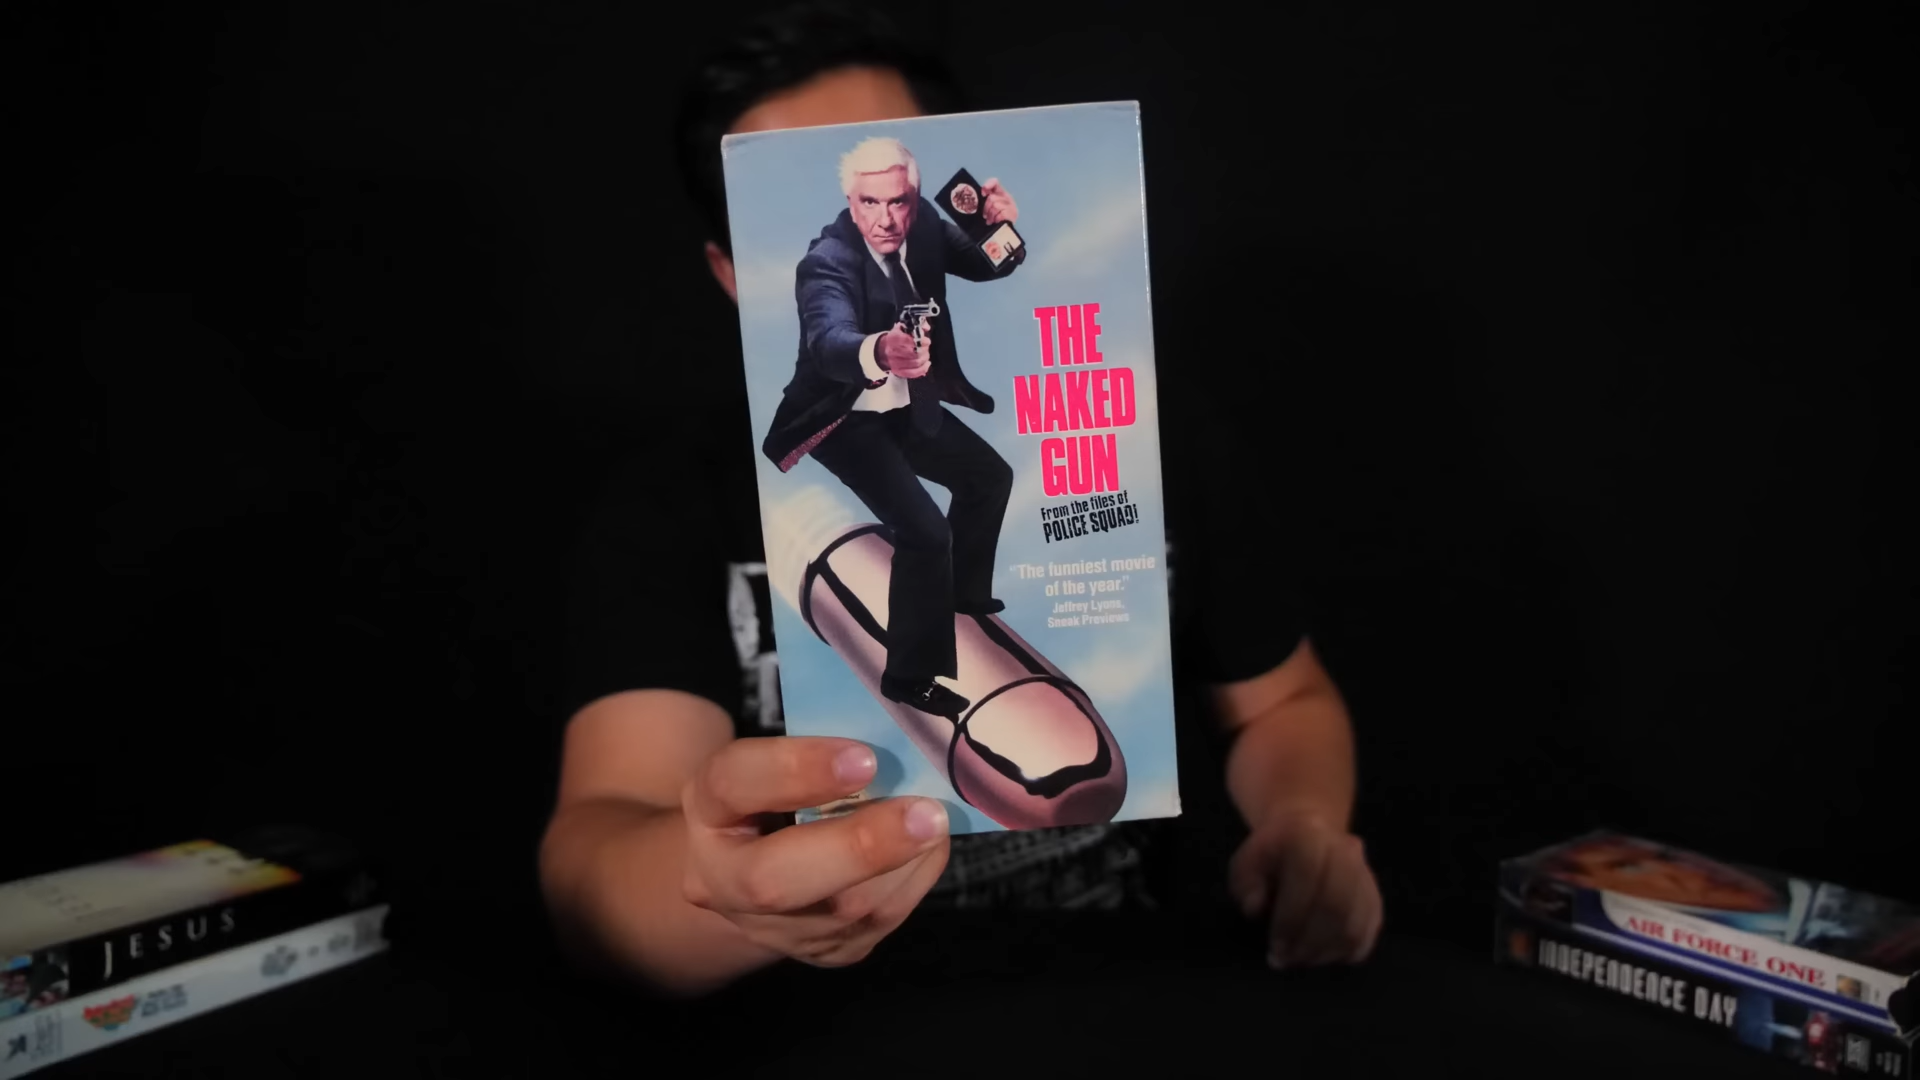 THE
NAKED
GUN
From the files of
POLICE SQUAD!
"The funniest movie
of the year."
Jeffrey Lyons,
Sneak Previews
JESUS
AIR FORCE ONE
INDEPENDENCE DAY